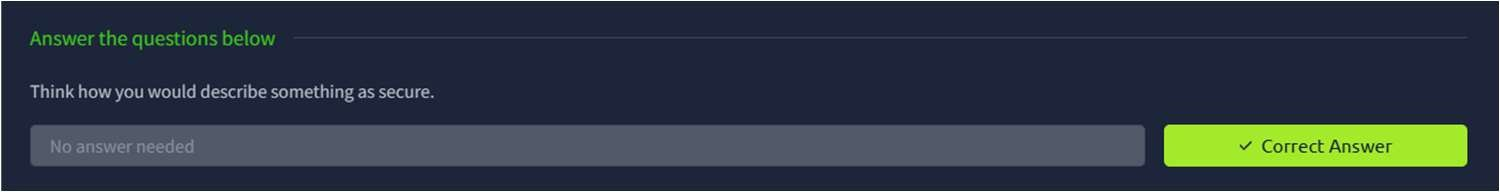 Answer the questions below
Think how you would describe something as secure.
No answer needed
Correct Answer